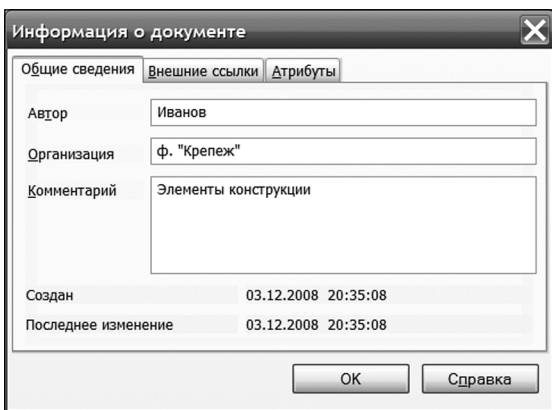 Информация о документе
Общие сведения Внешние ссылки Атрибуты
Автор Иванов
Организация ф. "Крепеж"
Комментарий Элементы конструкции
Создан 03.12.2008 20:35:08
Последнее изменение 03.12.2008 20:35:08
OK Справка